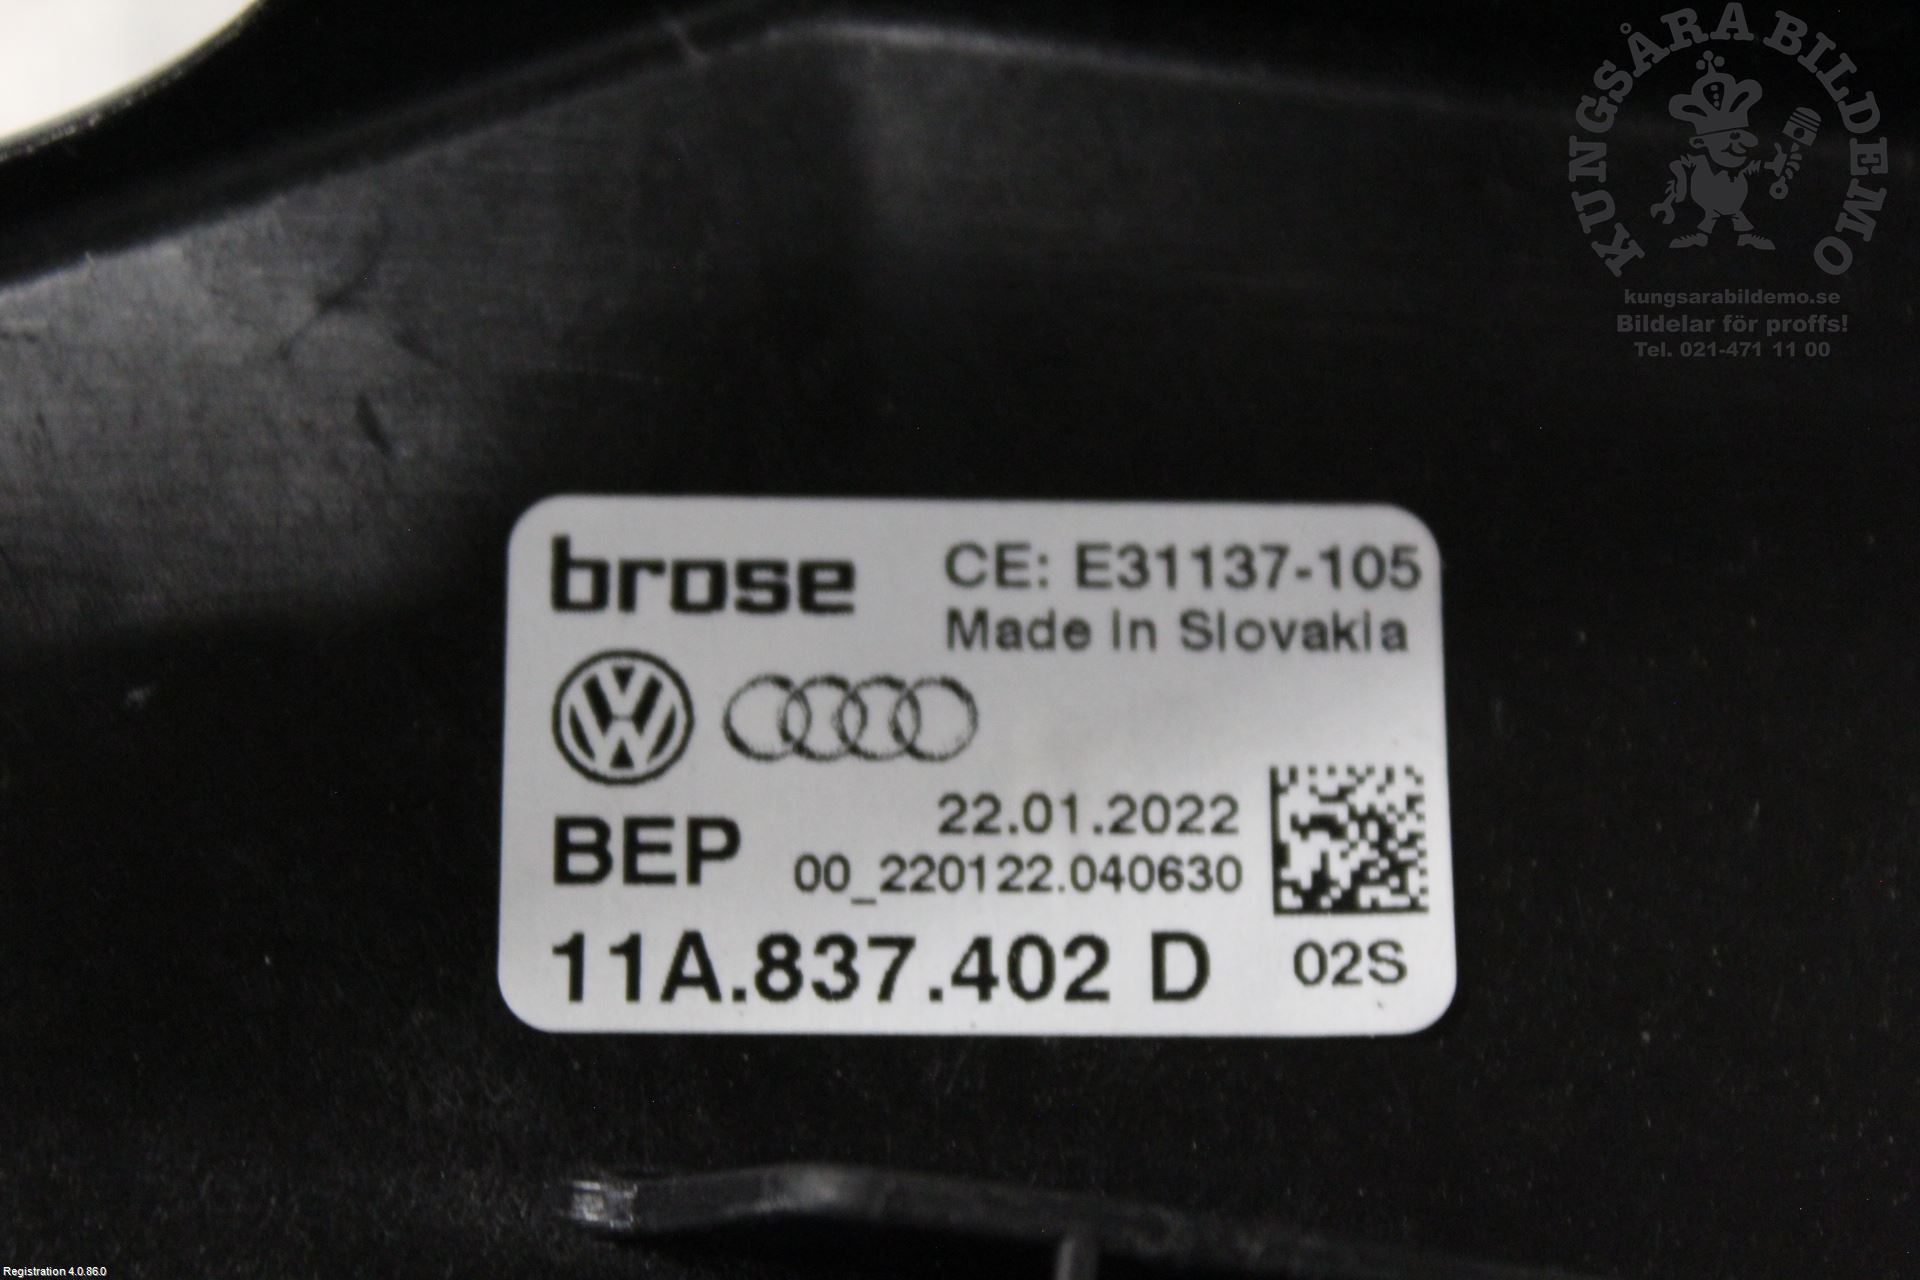 KUNGSÅRA BILDEMO
kungsarabildemo.se
Bildelar för proffs!
Tel. 021-471 11 00
brose
CE: E31137-105
Made in Slovakia
VW
BEP
22.01.2022
00_220122.040630
11A.837.402 D
02S
Registration 4.0.86.0